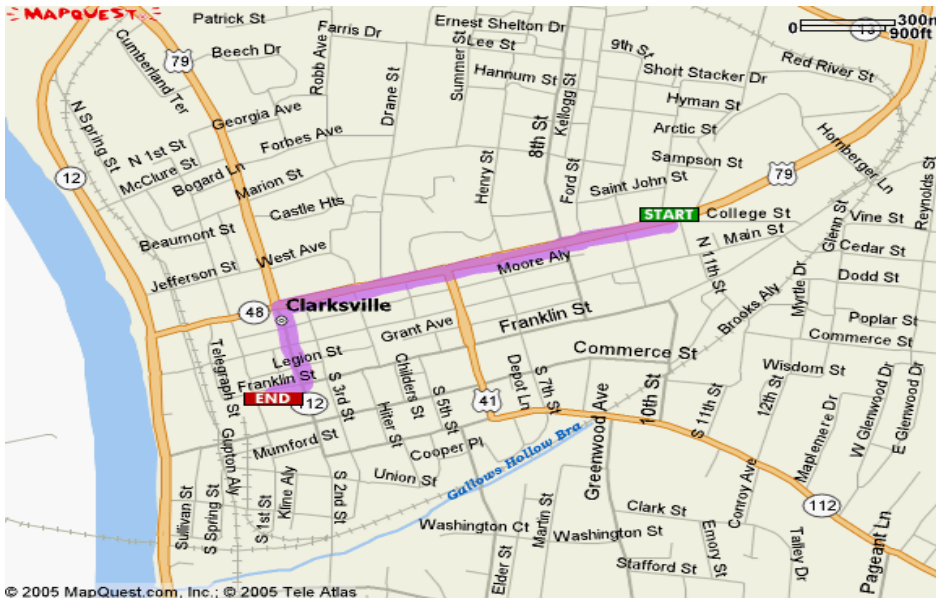 MAPQUEST.
Patrick St
Ernest Shelton Dr
300m
900ft
0
13
Farris Dr
Lee St
9th St
Cumberland Ter
79
Beech Dr
Robb Ave
Drane St
Summer St
Hannum St
Kellogg St
Short Stacker Dr
Red River St
Hyman St
N Spring St
Georgia Ave
8th St
Arctic St
Hornberger Ln
Forbes Ave
N 1st St
McClure St
Bogard Ln
12
Marion St
Henry St
Ford St
Sampson St
79
Reynolds St
Saint John St
Castle Hts
START
College St
Glenn St
Vine St
Beaumont St
West Ave
N 11th St
Main St
Cedar St
Jefferson St
Moore Aly
Myrtle Dr
Dodd St
Clarksville
48
Franklin St
Brooks Aly
Poplar St
Grant Ave
Commerce St
Telegraph St
Legion St
Commerce St
Franklin St
S 3rd St
Childers St
Depot Ln
S 7th St
Wisdom St
END
112
Hiter St
S 5th St
41
Greenwood Ave
10th St
S 11th St
12th St
Maplemere Dr
W Glenwood Dr
E Glenwood Dr
Gupton Aly
Mumford St
Cooper Pl
Gallows Hollow Bra
Union St
Sullivan St
S Spring St
S 1st St
Kline Aly
S 2nd St
Conroy Ave
112
Washington Ct
Martin St
Clark St
Washington St
Emory St
Talley Dr
Pageant Ln
Elder St
Stafford St
© 2005 MapQuest.com, Inc.; © 2005 Tele Atlas